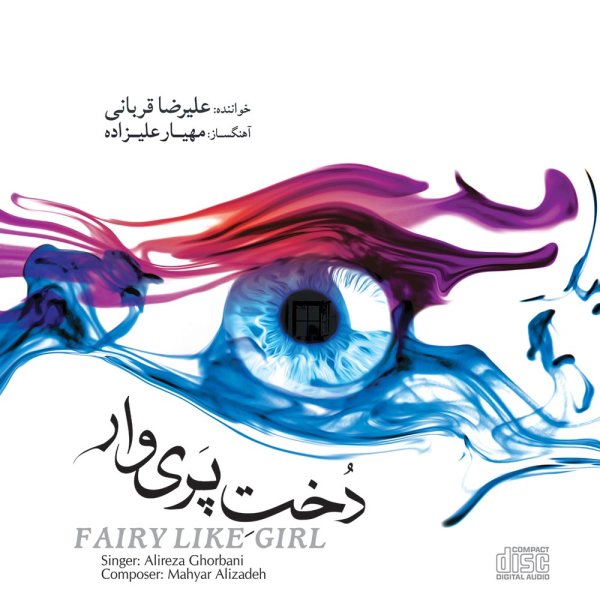 خواننده: علیرضا قربانی
آهنگساز: مهیار علیزاده
دُختِ پَری وار
FAIRY LIKE GIRL
Singer: Alireza Ghorbani
Composer: Mahyar Alizadeh
COMPACT
disc
DIGITAL AUDIO